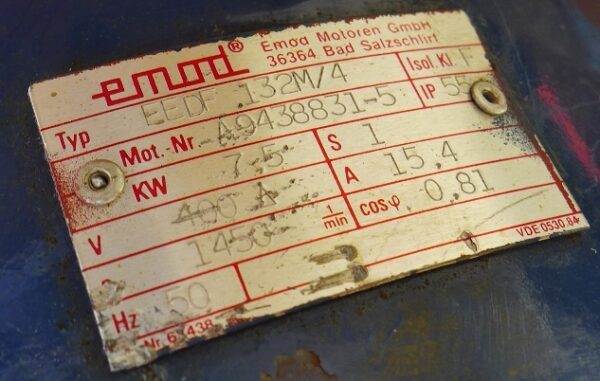 emod®
Emod Motoren GmbH
36364 Bad Salzschlirf
Typ EEDF 132M/4 Isol. Kl. F
Mot. Nr. A9438831-5 IP 55
KW 7.5 S 1
V 400 A 15.4
1450 1/min cosφ. 0.81
Hz 50
VDE 0530 84